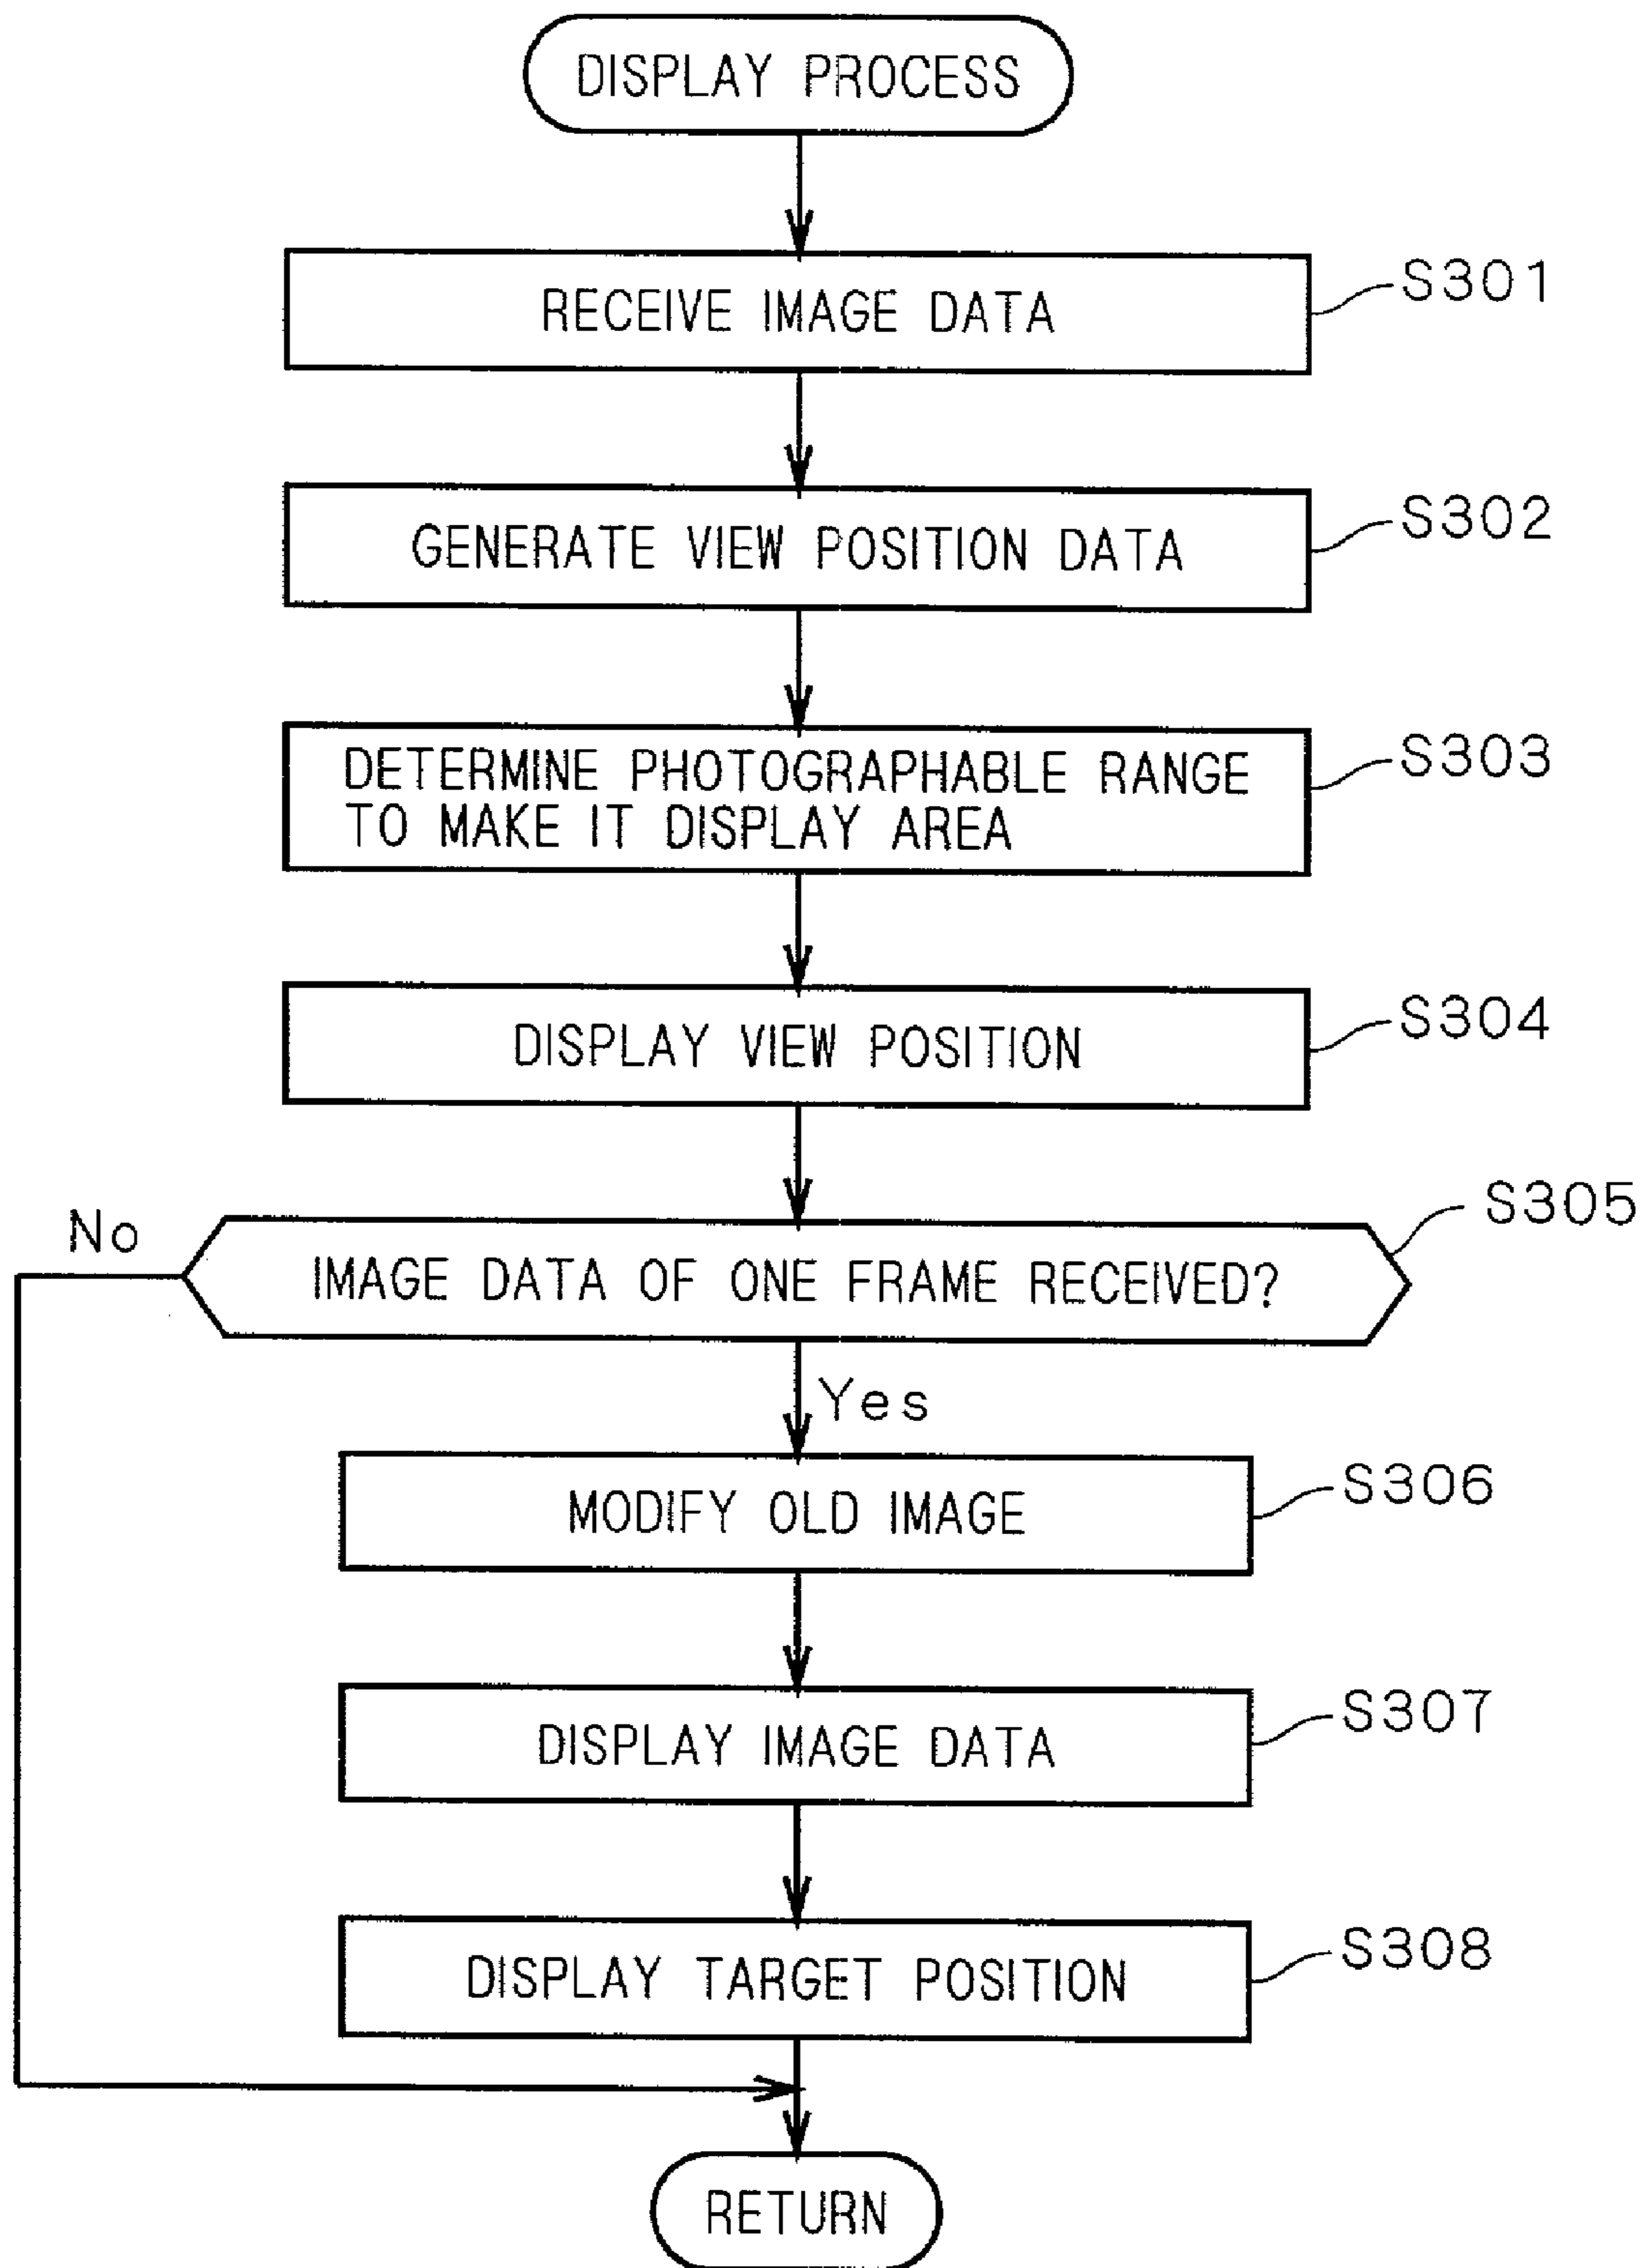 DISPLAY PROCESS
RECEIVE IMAGE DATA
S301
GENERATE VIEW POSITION DATA
S302
DETERMINE PHOTOGRAPHABLE RANGE
TO MAKE IT DISPLAY AREA
S303
DISPLAY VIEW POSITION
S304
No
IMAGE DATA OF ONE FRAME RECEIVED?
S305
Yes
MODIFY OLD IMAGE
S306
DISPLAY IMAGE DATA
S307
DISPLAY TARGET POSITION
S308
RETURN